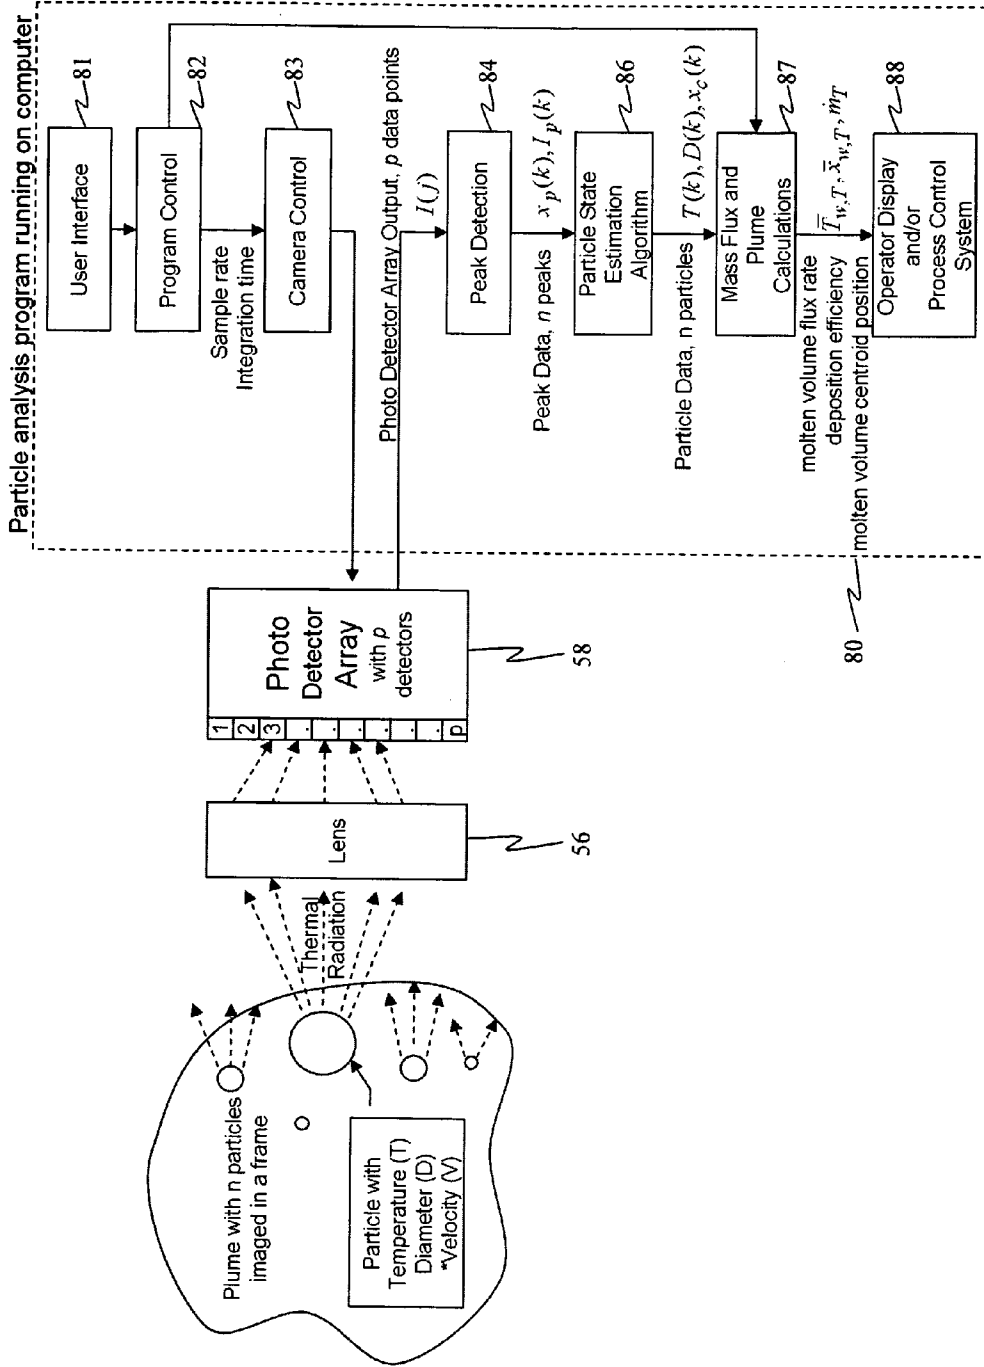 Particle analysis program running on computer
User Interface
81
Program Control
82
Sample rate
Integration time
Camera Control
83
Photo Detector Array Output, p data points
I(j)
Peak Detection
84
Peak Data, n peaks
x_p(k), I_p(k)
Particle State
Estimation
Algorithm
86
Particle Data, n particles
T(k), D(k), x_c(k)
Mass Flux and
Plume
Calculations
87
molten volume flux rate
deposition efficiency
molten volume centroid position
T̅_{w,T}, x̅_{w,T}, ṁ_T
Operator Display
and/or
Process Control
System
88
80
Photo
Detector
Array
with p
detectors
1
2
3
.
.
.
.
.
.
p
58
Lens
56
Thermal
Radiation
Plume with n particles
imaged in a frame
Particle with
Temperature (T)
Diameter (D)
*Velocity (V)